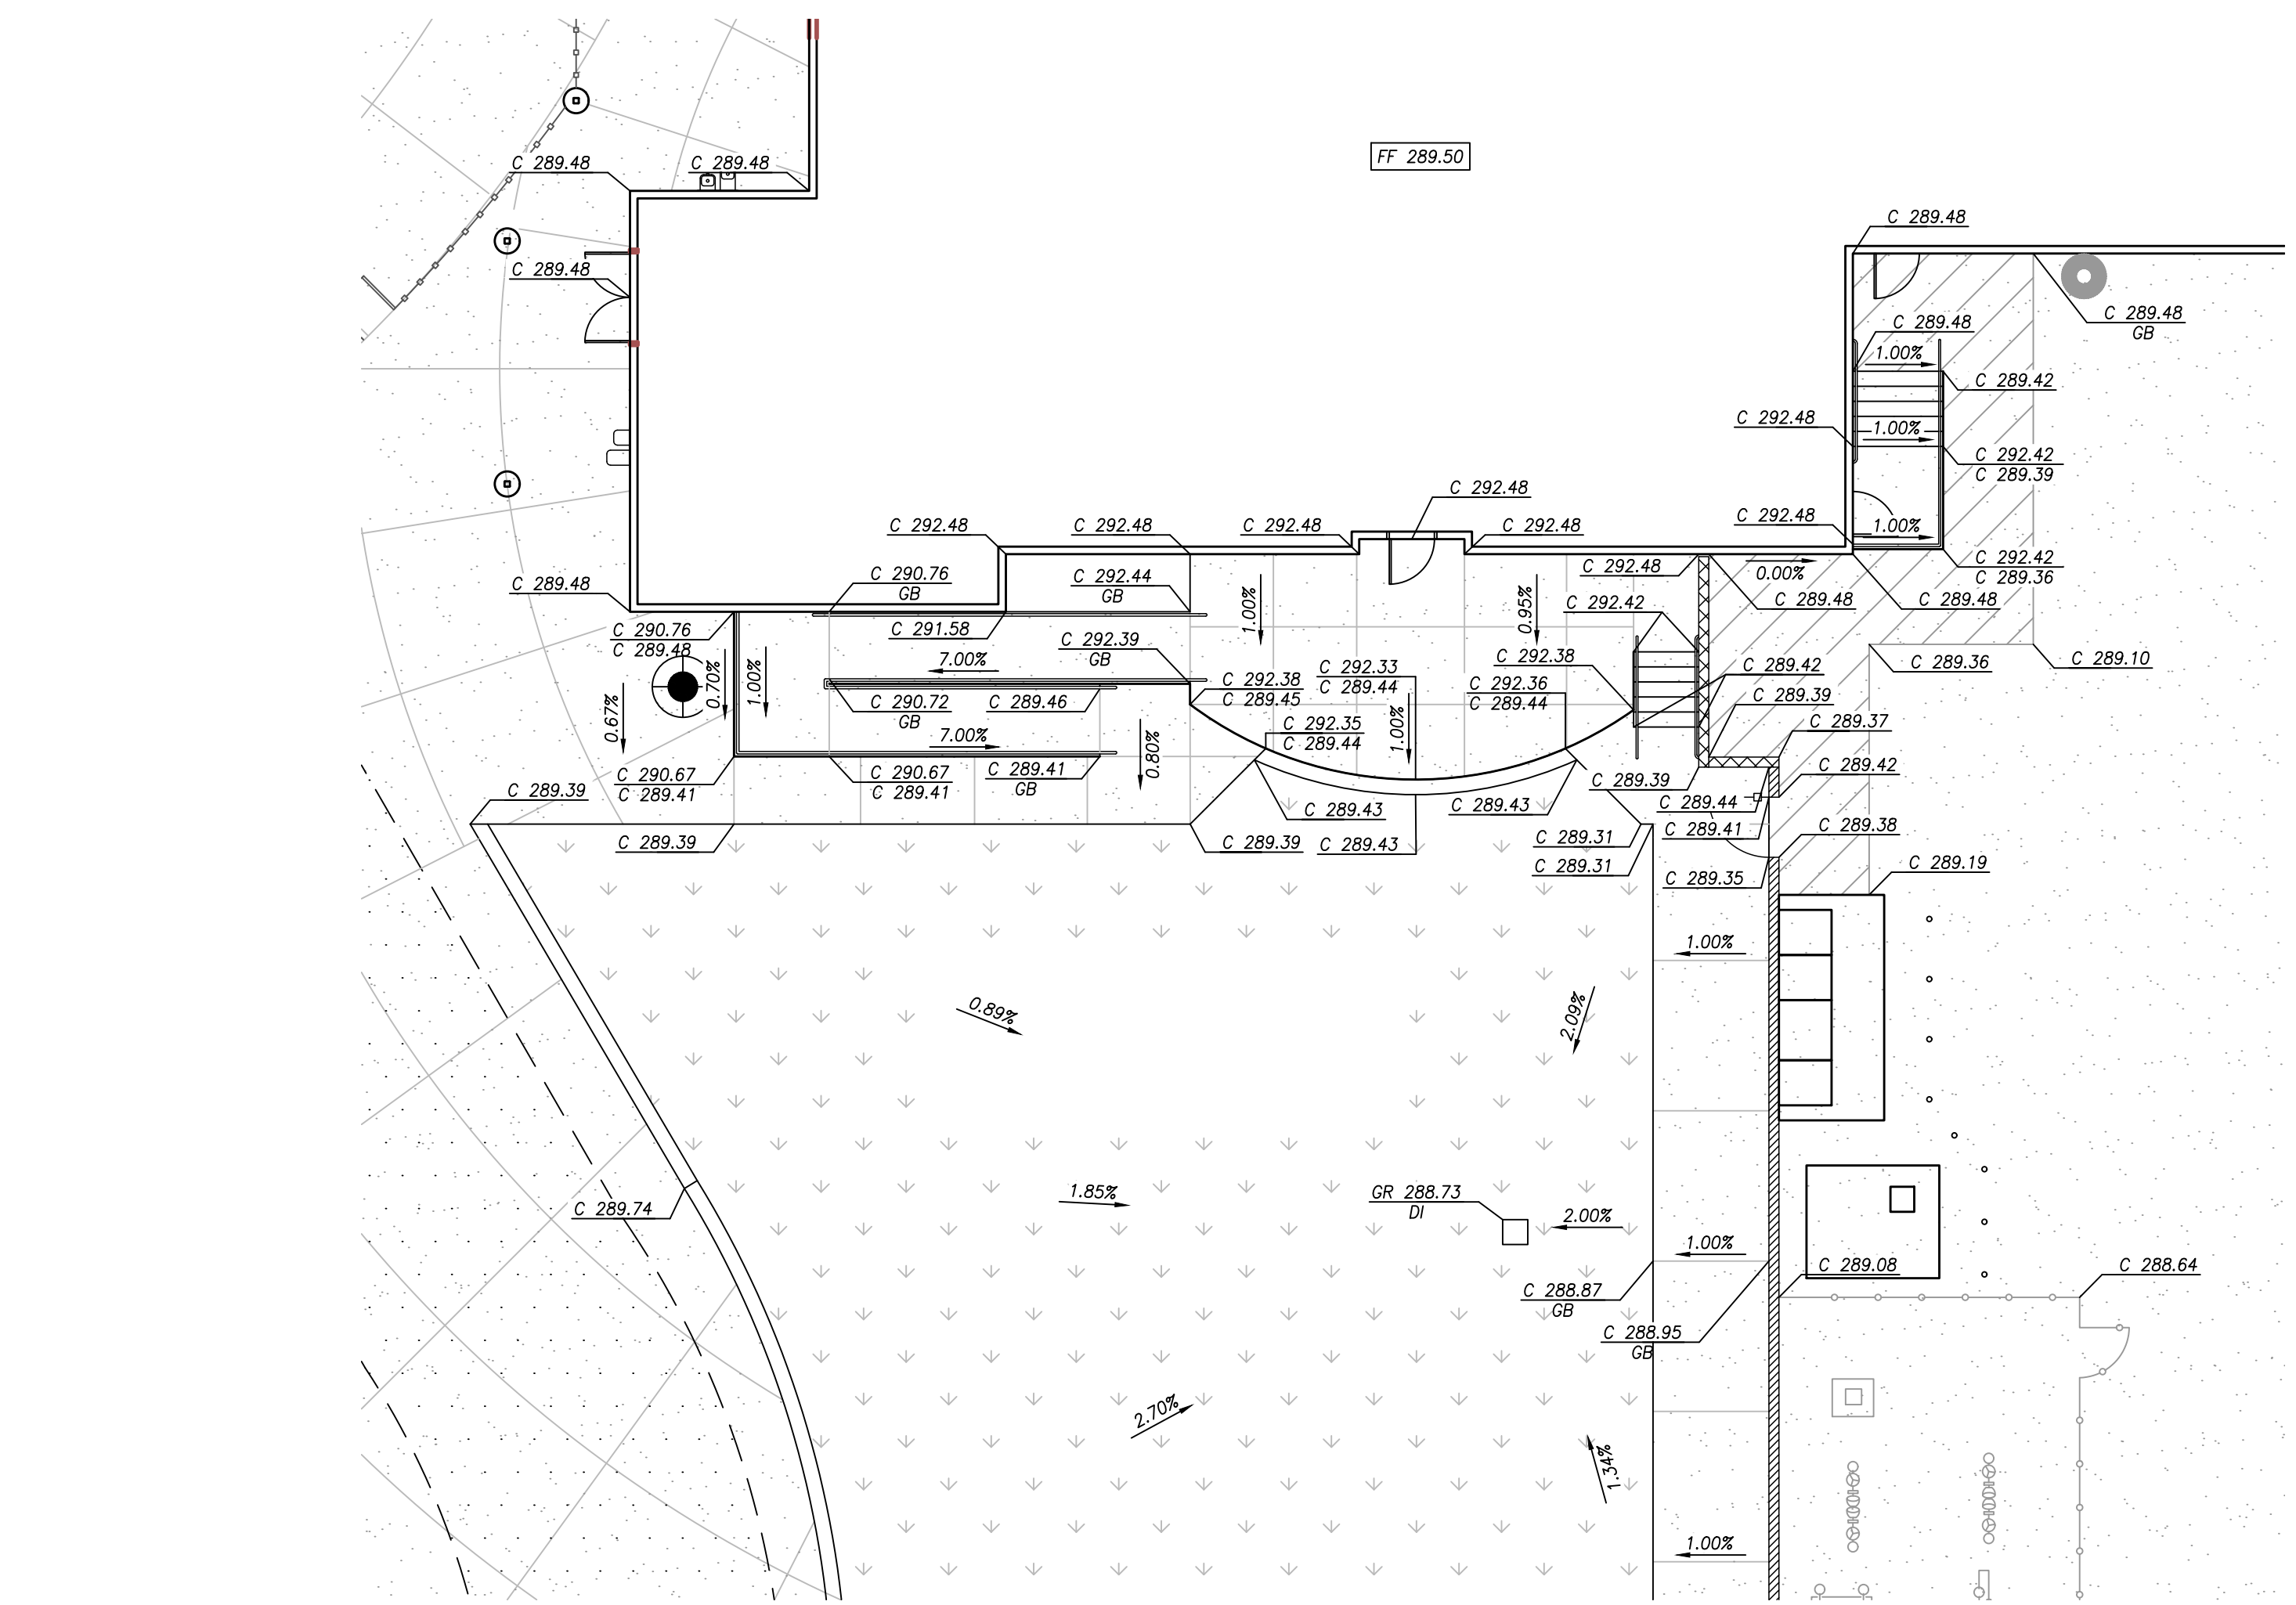 FF 289.50
C 289.48
C 289.48
C 289.48
C 289.48
C 289.48
GB
C 289.48
1.00%
C 289.42
C 292.48
1.00%
C 292.42
C 289.39
C 292.48
C 292.48
C 292.48
C 292.48
C 292.48
C 292.48
1.00%
C 292.42
C 289.36
C 289.48
C 290.76
GB
C 292.44
GB
C 292.48
0.00%
1.00%
0.95%
C 292.42
C 289.48
C 289.48
C 290.76
C 289.48
C 291.58
C 292.39
GB
7.00%
C 292.38
C 289.36
C 289.10
0.67%
0.70%
1.00%
C 290.72
GB
C 289.46
C 292.38
C 289.45
C 292.33
C 289.44
C 292.36
C 289.44
C 289.42
C 289.39
C 292.35
C 289.44
1.00%
C 289.37
7.00%
0.80%
C 290.67
C 289.41
C 290.67
C 289.41
C 289.41
GB
C 289.39
C 289.42
C 289.39
C 289.43
C 289.43
C 289.44
C 289.41
C 289.38
C 289.39
C 289.39
C 289.43
C 289.31
C 289.31
C 289.35
C 289.19
1.00%
0.89%
2.09%
1.85%
GR 288.73
DI
2.00%
C 289.74
1.00%
C 289.08
C 288.64
C 288.87
GB
C 288.95
GB
2.70%
1.34%
1.00%